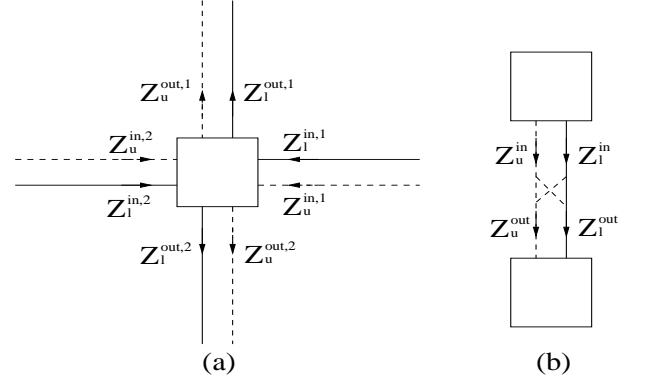 Z_u^{out,1} Z_l^{out,1}
Z_u^{in,2} Z_l^{in,1} Z_u^{in} Z_l^{in}
Z_l^{in,2} Z_u^{in,1}
Z_u^{out} Z_l^{out}
Z_l^{out,2} Z_u^{out,2}
(a) (b)